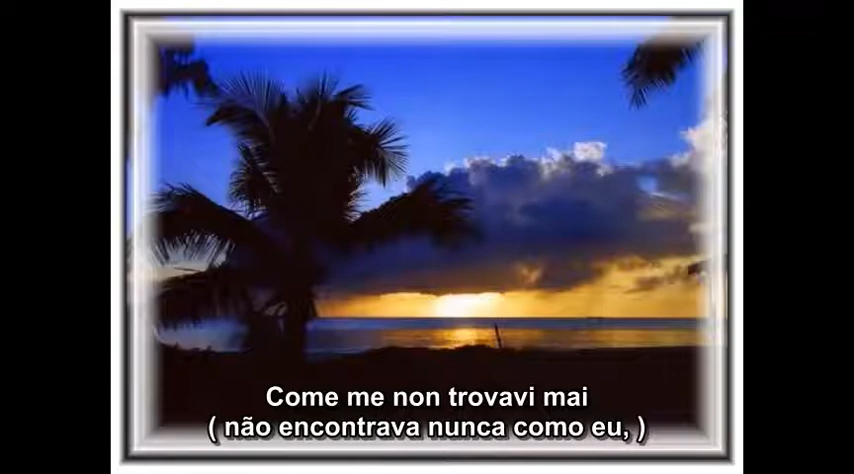 Come me non trovavi mai
( não encontrava nunca como eu, )